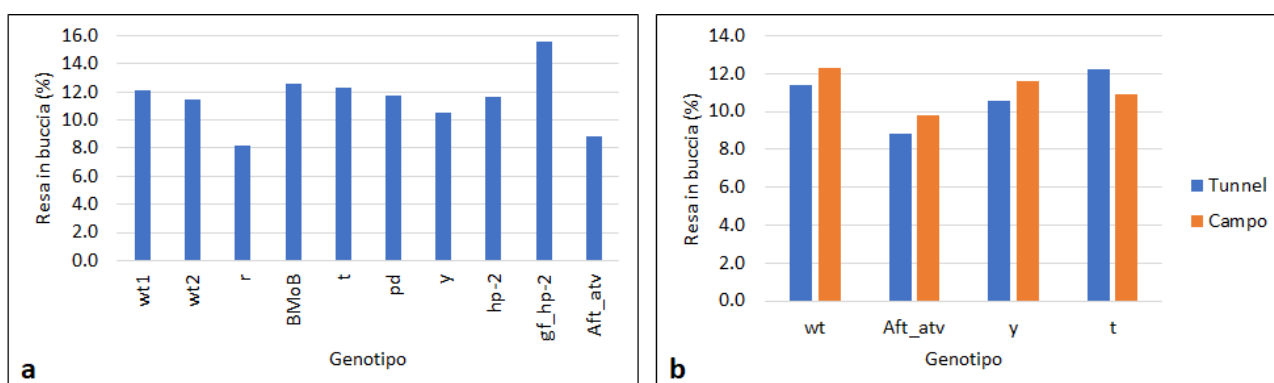 Resa in buccia (%)
16.0
14.0
12.0
10.0
8.0
6.0
4.0
2.0
0.0
wt1
wt2
r
BMoB
t
pd
y
hp-2
gf_hp-2
Aft_atv
Genotipo
a
Resa in buccia (%)
14.0
12.0
10.0
8.0
6.0
4.0
2.0
0.0
wt
Aft_atv
y
t
Genotipo
Tunnel
Campo
b